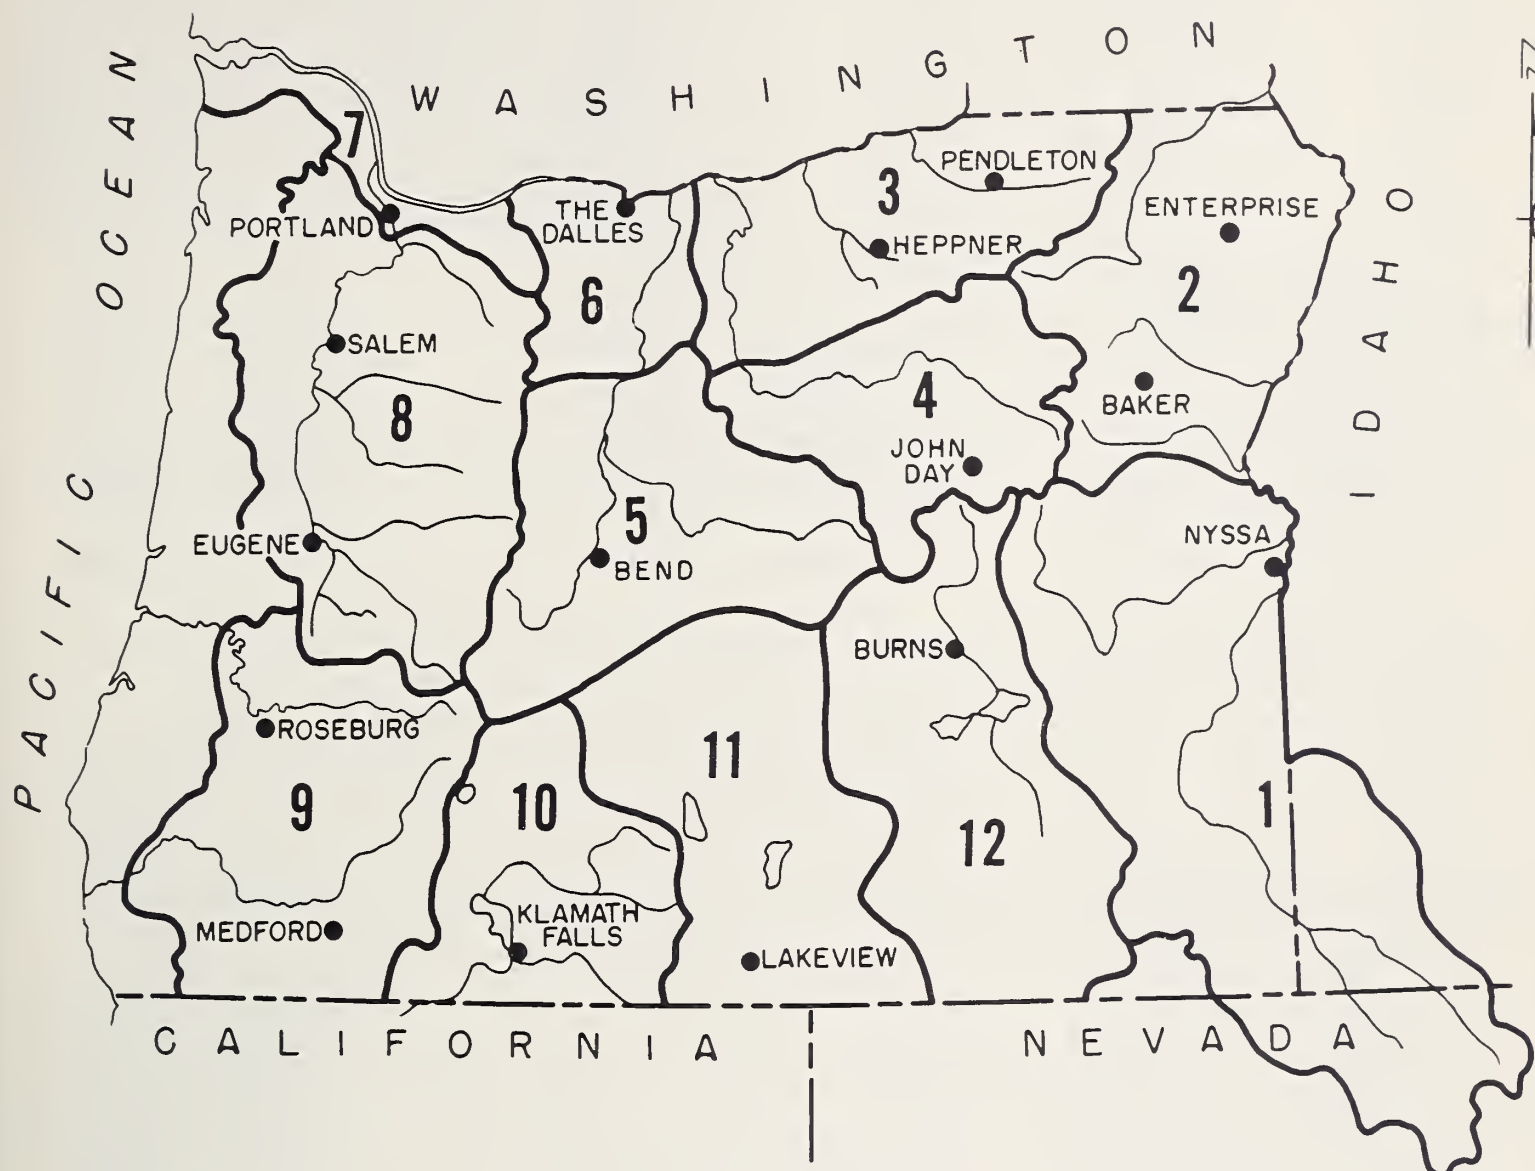 WASHINGTON
OCEAN
PACIFIC
IDAHO
7
PORTLAND
THE
DALLES
6
3
PENDLETON
HEPPNER
ENTERPRISE
2
BAKER
SALEM
8
4
JOHN
DAY
EUGENE
5
BEND
NYSSA
BURNS
ROSEBURG
9
10
11
12
1
MEDFORD
KLAMATH
FALLS
LAKEVIEW
CALIFORNIA
NEVADA